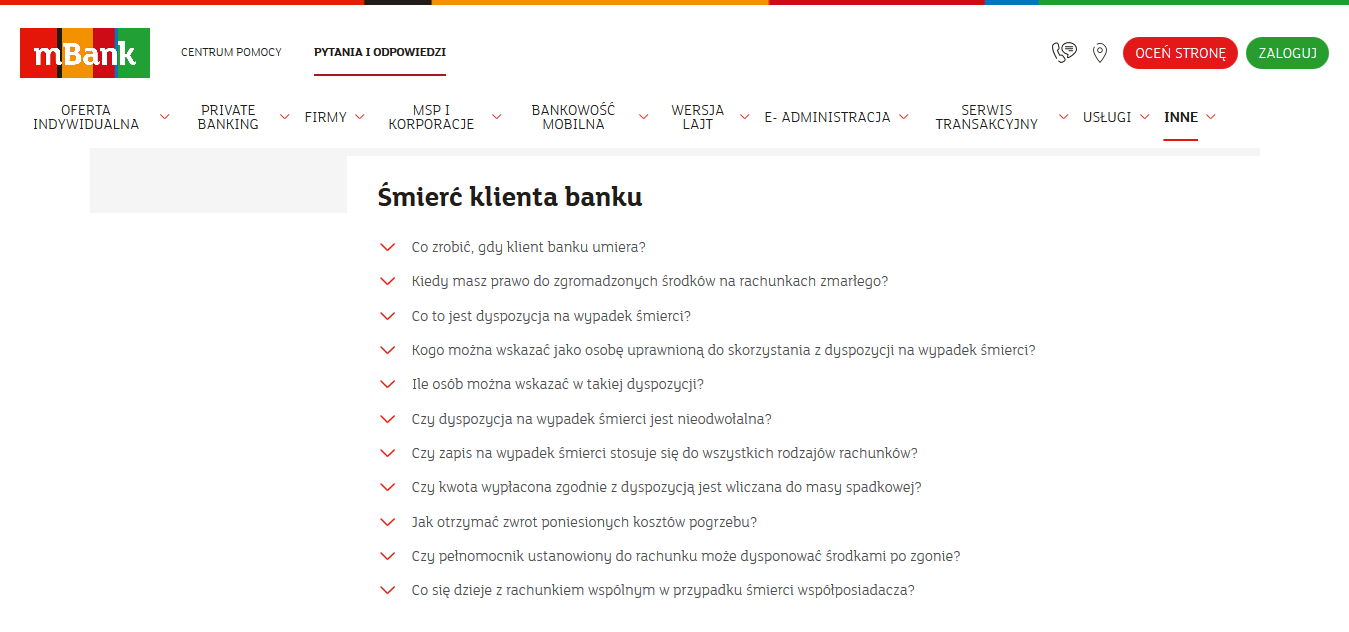 mBank
CENTRUM POMOCY
PYTANIA I ODPOWIEDZI
OCEŃ STRONĘ
ZALOGUJ
OFERTA
INDYWIDUALNA
PRIVATE
BANKING
FIRMY
MSP I
KORPORACJE
BANKOWOŚĆ
MOBILNA
WERSJA
LAJT
E- ADMINISTRACJA
SERWIS
TRANSAKCYJNY
USŁUGI
INNE
Śmierć klienta banku
Co zrobić, gdy klient banku umiera?
Kiedy masz prawo do zgromadzonych środków na rachunkach zmarłego?
Co to jest dyspozycja na wypadek śmierci?
Kogo można wskazać jako osobę uprawnioną do skorzystania z dyspozycji na wypadek śmierci?
Ile osób można wskazać w takiej dyspozycji?
Czy dyspozycja na wypadek śmierci jest nieodwołalna?
Czy zapis na wypadek śmierci stosuje się do wszystkich rodzajów rachunków?
Czy kwota wypłacona zgodnie z dyspozycją jest wliczana do masy spadkowej?
Jak otrzymać zwrot poniesionych kosztów pogrzebu?
Czy pełnomocnik ustanowiony do rachunku może dysponować środkami po zgonie?
Co się dzieje z rachunkiem wspólnym w przypadku śmierci współposiadacza?